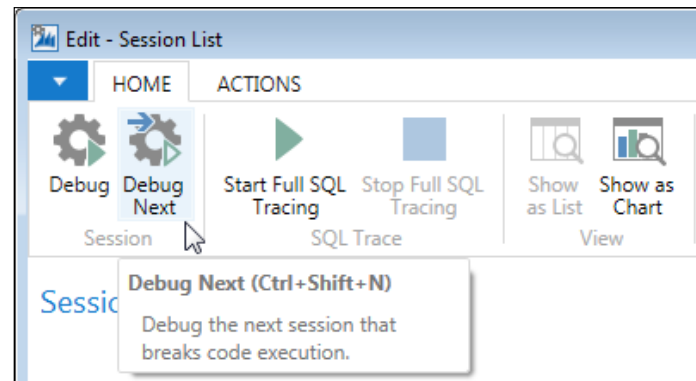 Edit - Session List
HOME ACTIONS
Debug Debug Start Full SQL Stop Full SQL Show Show as
Next Tracing Tracing as List Chart
Session SQL Trace View
Debug Next (Ctrl+Shift+N)
Sessio
Debug the next session that
breaks code execution.